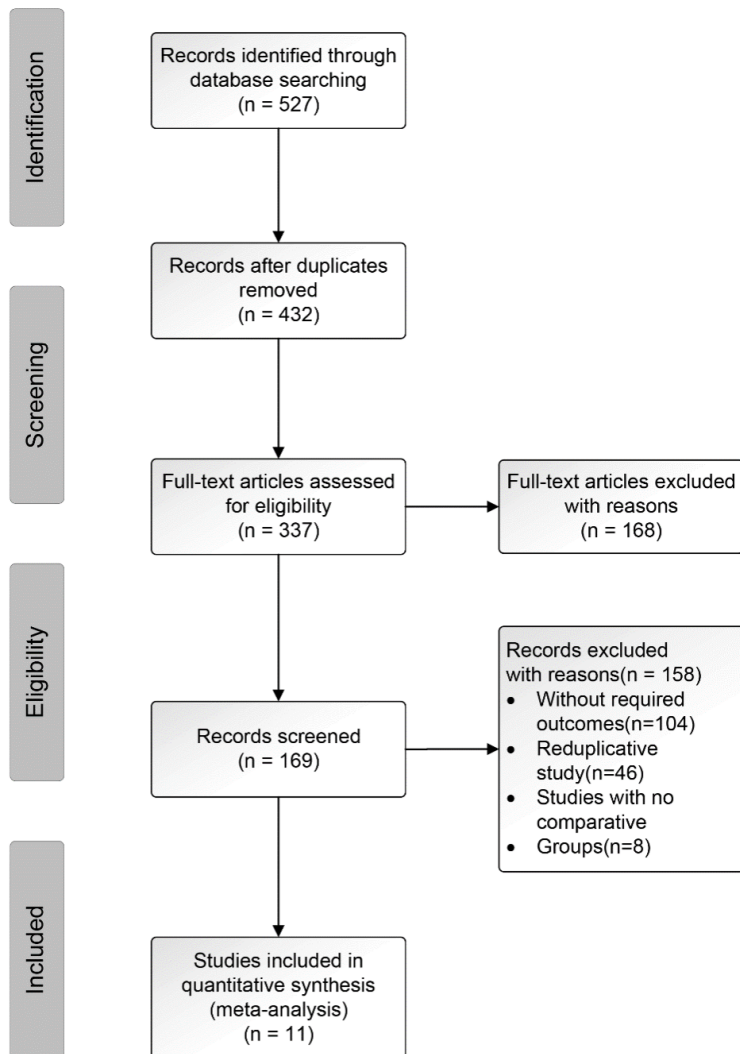 Identification
Records identified through
database searching
(n = 527)
Records after duplicates
removed
(n = 432)
Screening
Full-text articles assessed
for eligibility
(n = 337)
Full-text articles excluded
with reasons
(n = 168)
Eligibility
Records screened
(n = 169)
Records excluded
with reasons(n = 158)
• Without required
outcomes(n=104)
• Reduplicative
study(n=46)
• Studies with no
comparative
• Groups(n=8)
Included
Studies included in
quantitative synthesis
(meta-analysis)
(n = 11)